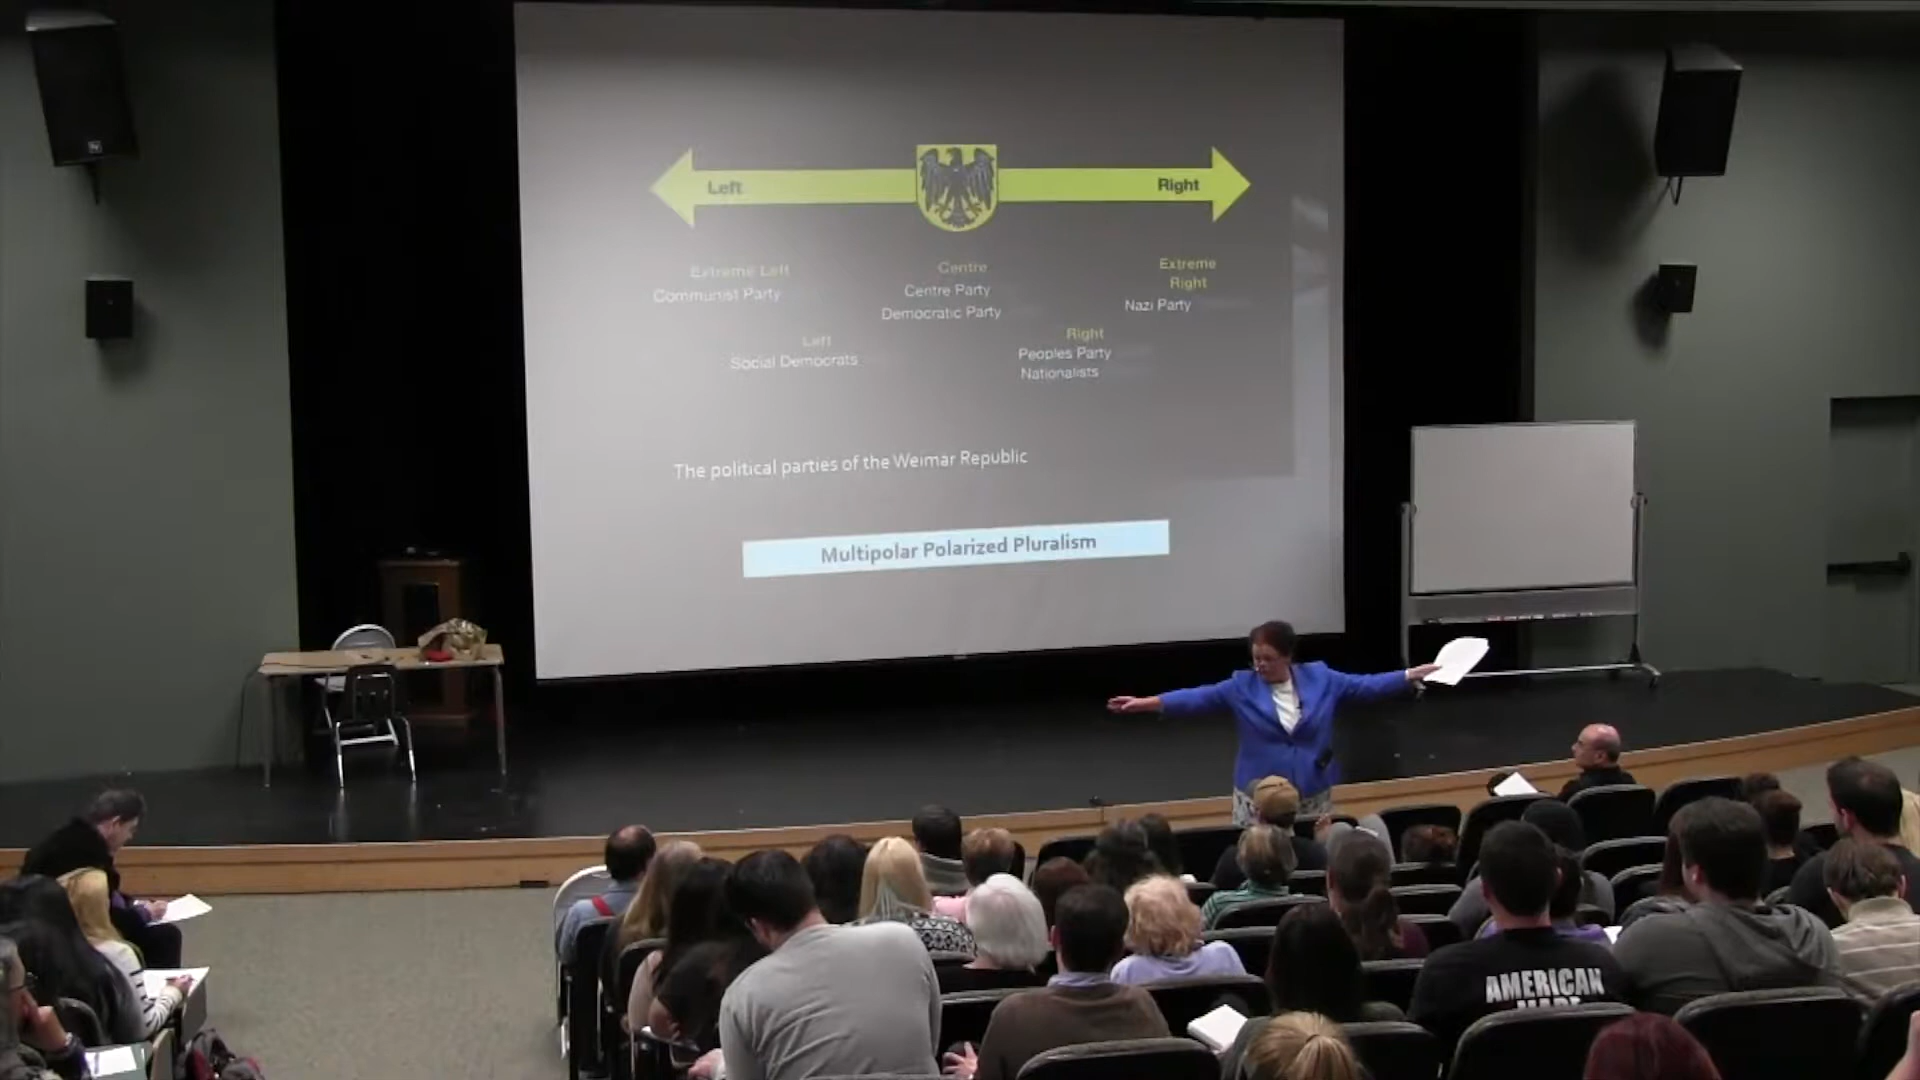 Left
Right
Extreme Left
Communist Party
Centre
Centre Party
Democratic Party
Extreme
Right
Nazi Party
Left
Social Democrats
Right
Peoples Party
Nationalists
The political parties of the Weimar Republic
Multipolar Polarized Pluralism
AMERICAN